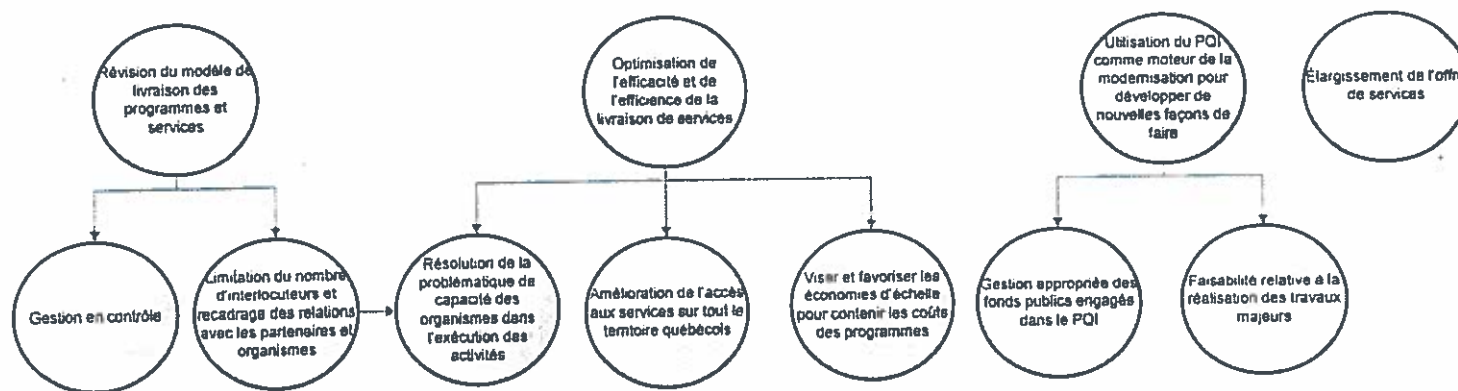 Révision du modèle de
livraison des
programmes et
services
Optimisation de
l'efficacité et de
l'efficience de la
livraison de services
Utilisation du PQI
comme moteur de la
modernisation pour
développer de
nouvelles façons de
faire
Élargissement de l'offr
de services
Gestion en contrôle
Limitation du nombre
d'interlocuteurs et
recadrage des relations
avec les partenaires et
organismes
Résolution de la
problématique de
capacité des
organismes dans
l'exécution des
activités
Amélioration de l'accès
aux services sur tout le
territoire québécois
Viser et favoriser les
économies d'échelle
pour contenir les coûts
des programmes
Gestion appropriée des
fonds publics engagés
dans le PQI
Faisabilité relative à la
réalisation des travaux
majeurs